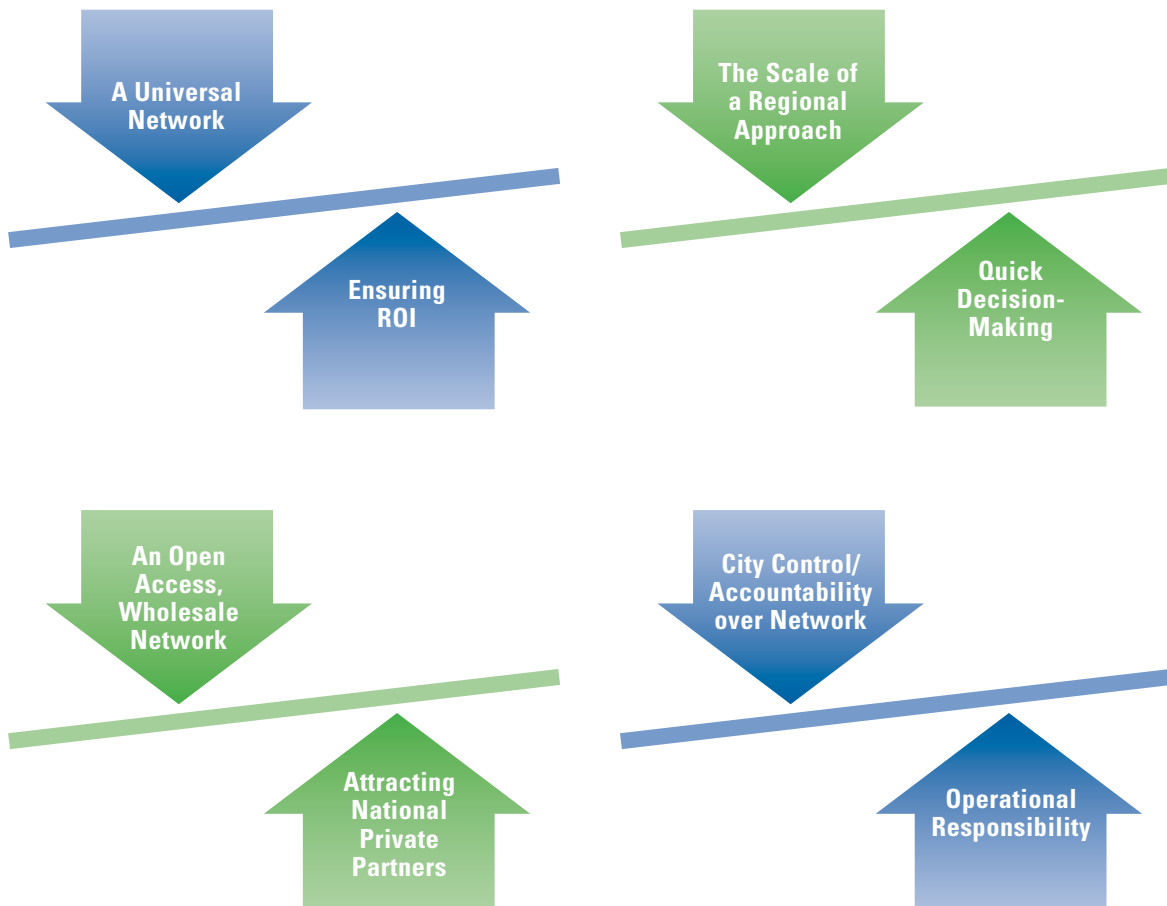 A Universal
Network
Ensuring
ROI
The Scale of
a Regional
Approach
Quick
Decision-
Making
An Open
Access,
Wholesale
Network
Attracting
National
Private
Partners
City Control/
Accountability
over Network
Operational
Responsibility